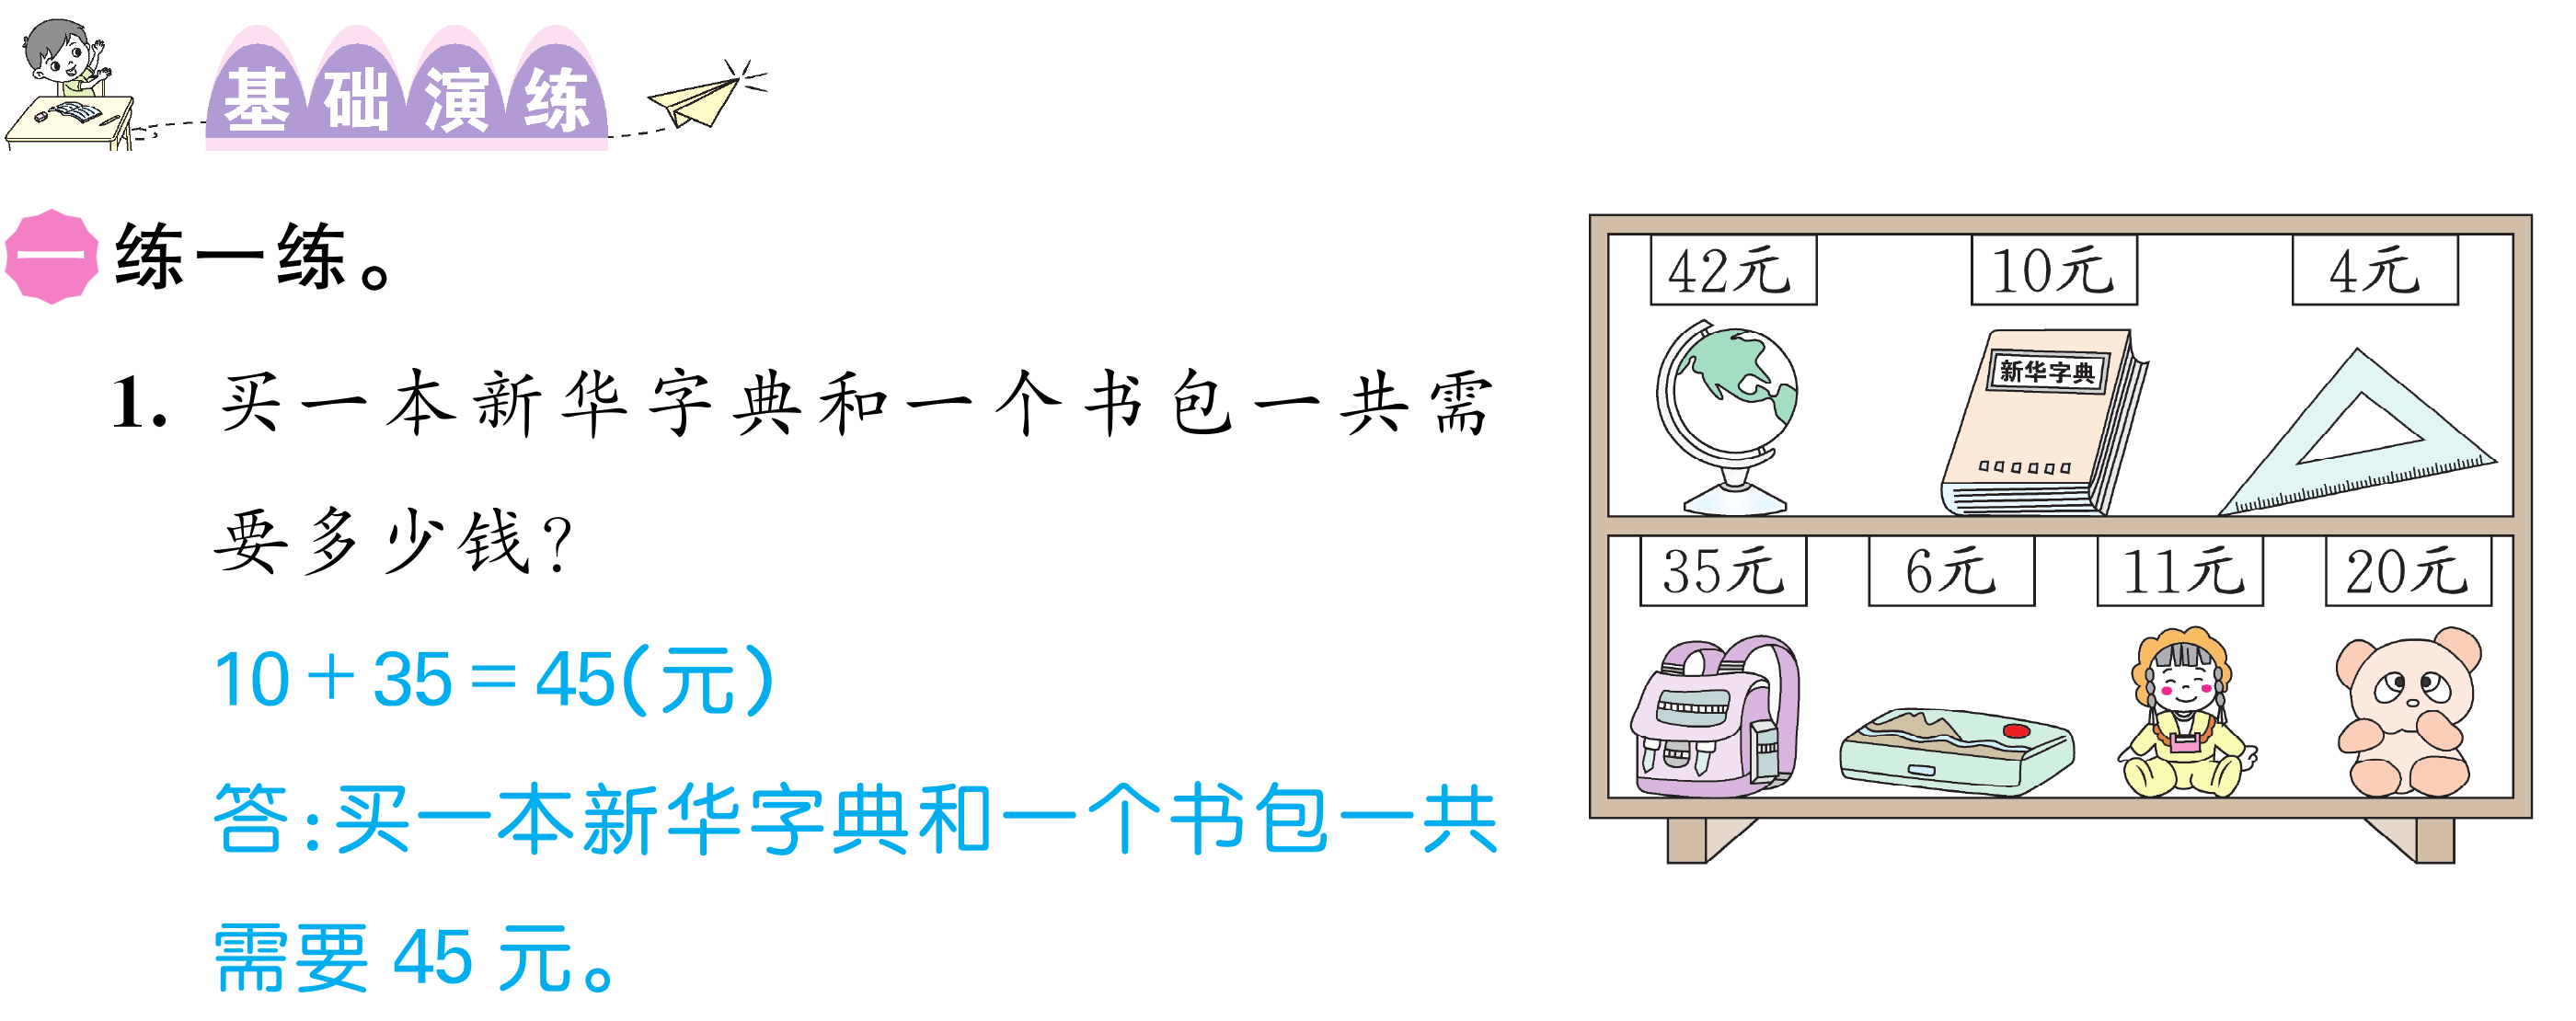 基础演练
一 练一练。
1. 买一本新华字典和一个书包一共需
要多少钱?
10+35=45(元)
答:买一本新华字典和一个书包一共
需要 45 元。
42元 10元 4元
新华字典
35元 6元 11元 20元